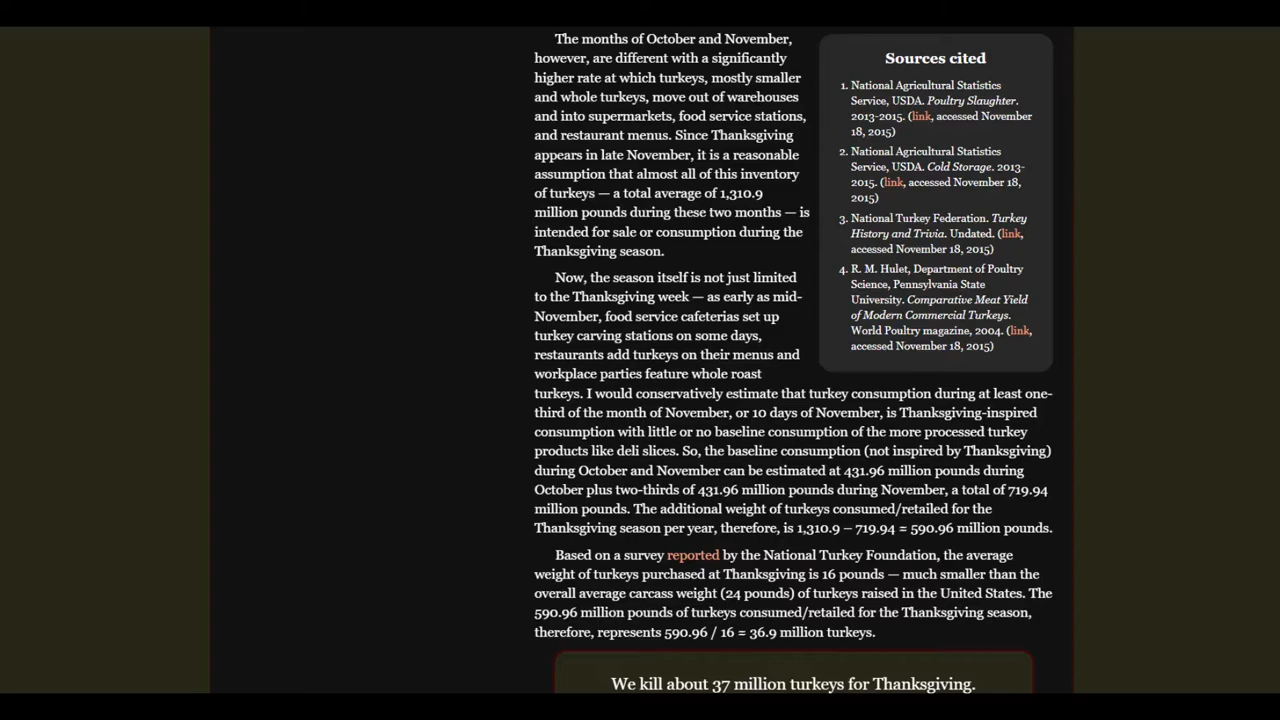 The months of October and November,
however, are different with a significantly
higher rate at which turkeys, mostly smaller
and whole turkeys, move out of warehouses
and into supermarkets, food service stations,
and restaurant menus. Since Thanksgiving
appears in late November, it is a reasonable
assumption that almost all of this inventory
of turkeys — a total average of 1,310.9
million pounds during these two months — is
intended for sale or consumption during the
Thanksgiving season.
Now, the season itself is not just limited
to the Thanksgiving week — as early as mid-
November, food service cafeterias set up
turkey carving stations on some days,
restaurants add turkeys on their menus and
workplace parties feature whole roast
turkeys. I would conservatively estimate that turkey consumption during at least one-
third of the month of November, or 10 days of November, is Thanksgiving-inspired
consumption with little or no baseline consumption of the more processed turkey
products like deli slices. So, the baseline consumption (not inspired by Thanksgiving)
during October and November can be estimated at 431.96 million pounds during
October plus two-thirds of 431.96 million pounds during November, a total of 719.94
million pounds. The additional weight of turkeys consumed/retailed for the
Thanksgiving season per year, therefore, is 1,310.9 – 719.94 = 590.96 million pounds.
Based on a survey reported by the National Turkey Foundation, the average
weight of turkeys purchased at Thanksgiving is 16 pounds — much smaller than the
overall average carcass weight (24 pounds) of turkeys raised in the United States. The
590.96 million pounds of turkeys consumed/retailed for the Thanksgiving season,
therefore, represents 590.96 / 16 = 36.9 million turkeys.
We kill about 37 million turkeys for Thanksgiving.
Sources cited
1. National Agricultural Statistics
Service, USDA. Poultry Slaughter.
2013-2015. (link, accessed November
18, 2015)
2. National Agricultural Statistics
Service, USDA. Cold Storage. 2013-
2015. (link, accessed November 18,
2015)
3. National Turkey Federation. Turkey
History and Trivia. Undated. (link,
accessed November 18, 2015)
4. R. M. Hulet, Department of Poultry
Science, Pennsylvania State
University. Comparative Meat Yield
of Modern Commercial Turkeys.
World Poultry magazine, 2004. (link,
accessed November 18, 2015)